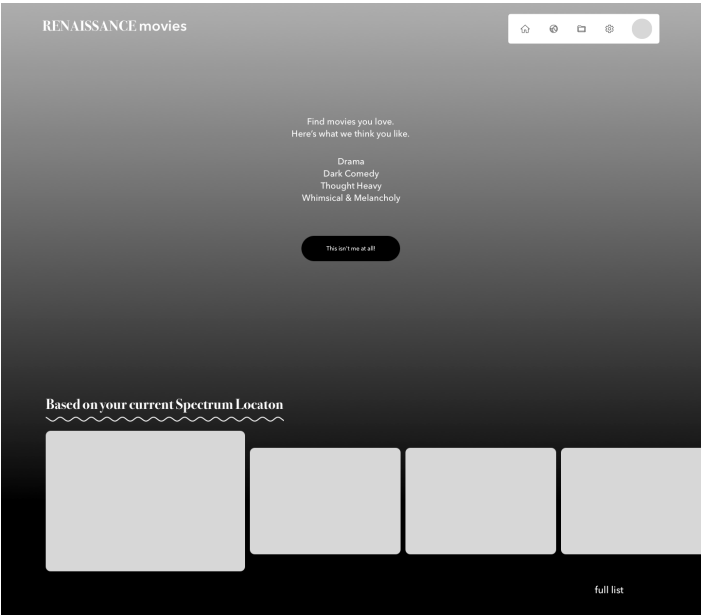 RENAISSANCE movies
Find movies you love.
Here's what we think you like.
Drama
Dark Comedy
Thought Heavy
Whimsical & Melancholy
This isn't me at all!
Based on your current Spectrum Locaton
full list